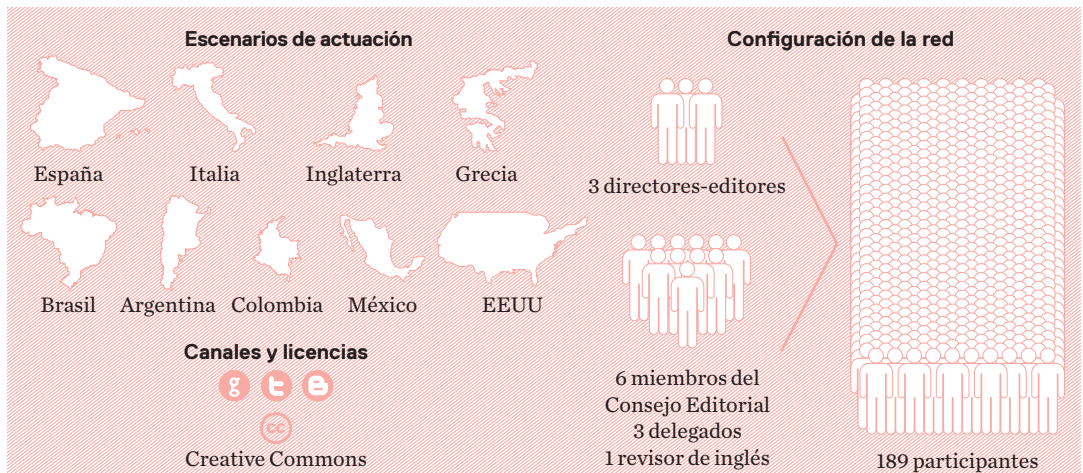 Escenarios de actuación
España
Italia
Inglaterra
Grecia
Brasil
Argentina
Colombia
México
EEUU
Canales y licencias
g
t
B
cc
Creative Commons
Configuración de la red
3 directores-editores
6 miembros del
Consejo Editorial
3 delegados
1 revisor de inglés
189 participantes